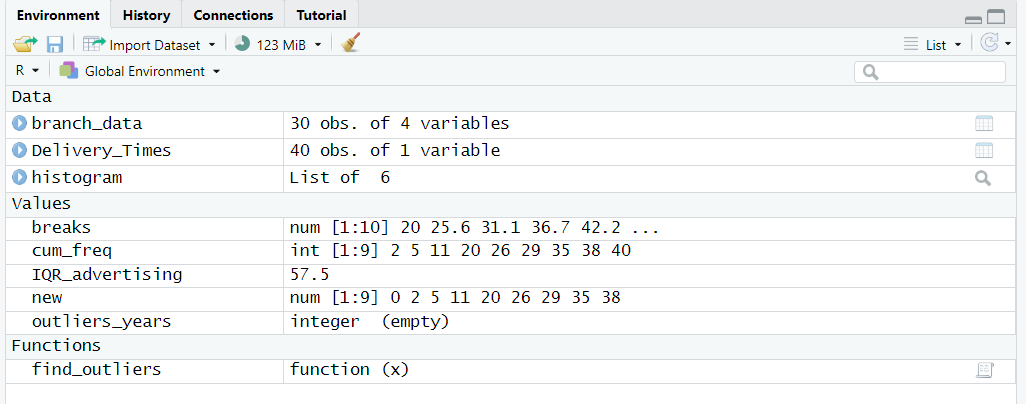 Environment History Connections Tutorial
Import Dataset 123 MiB List
R Global Environment
Data
branch_data 30 obs. of 4 variables
Delivery_Times 40 obs. of 1 variable
histogram List of  6
Values
breaks num [1:10] 20 25.6 31.1 36.7 42.2 ...
cum_freq int [1:9] 2 5 11 20 26 29 35 38 40
IQR_advertising 57.5
new num [1:9] 0 2 5 11 20 26 29 35 38
outliers_years integer  (empty)
Functions
find_outliers function (x)